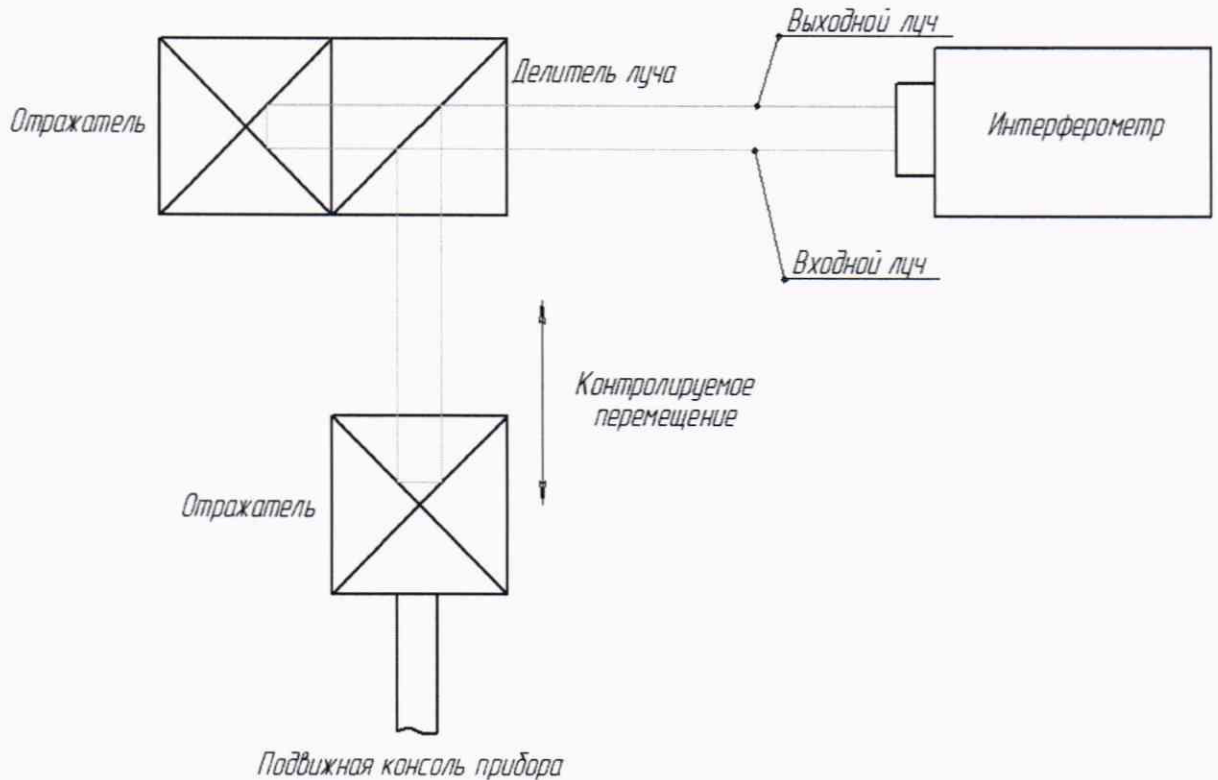 Выходной луч
Делитель луча
Отражатель
Интерферометр
Входной луч
Контролируемое
перемещение
Отражатель
Подвижная консоль прибора